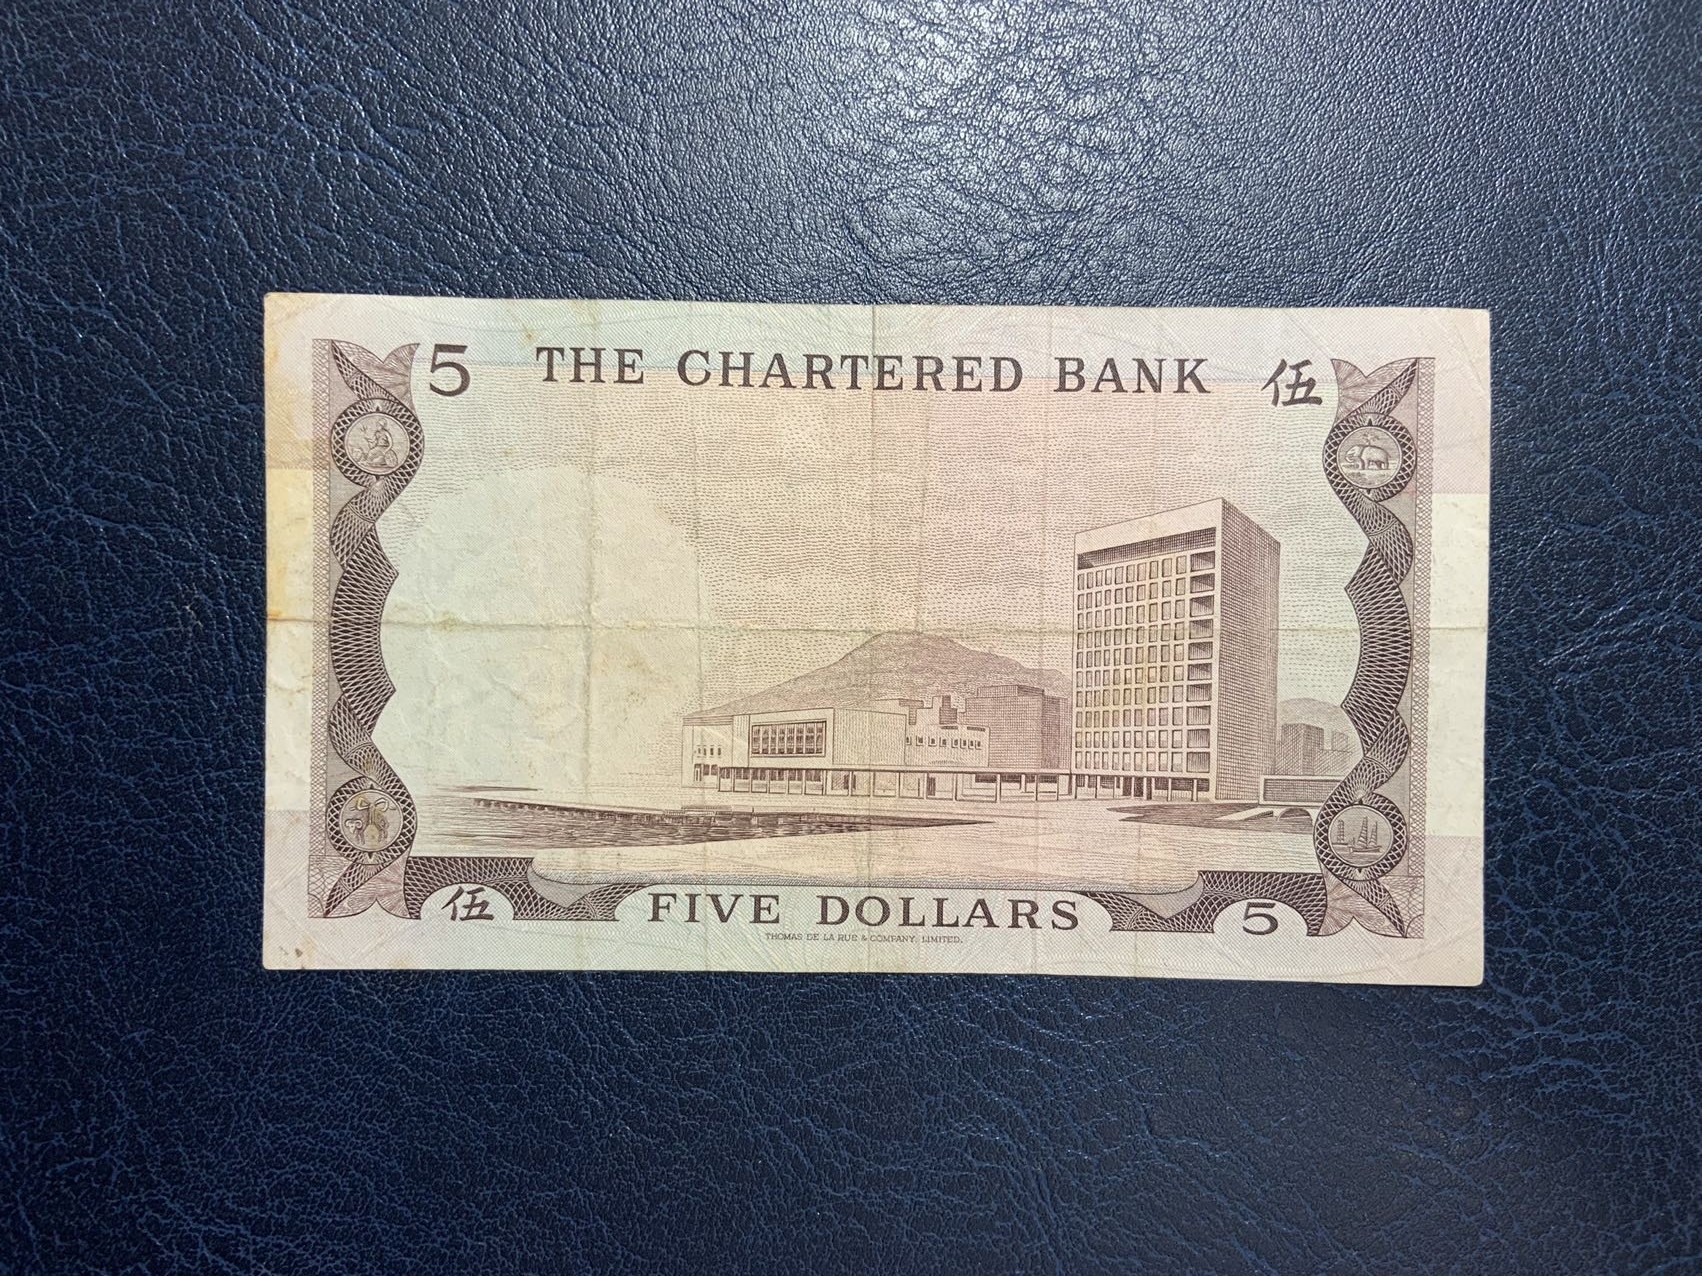 5 THE CHARTERED BANK 伍
伍 FIVE DOLLARS 5
THOMAS DE LA RUE & COMPANY, LIMITED.